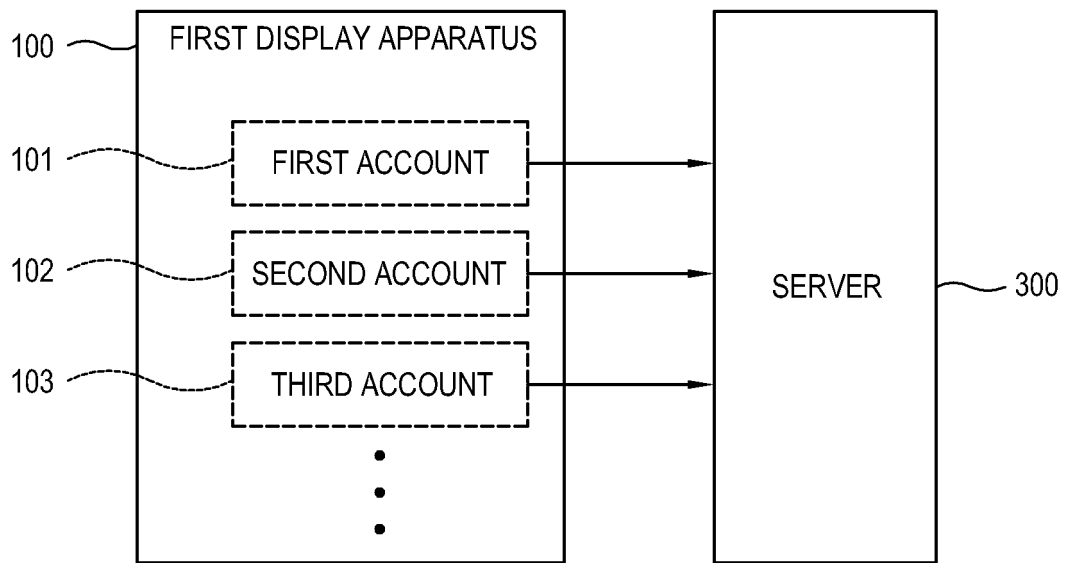 100
FIRST DISPLAY APPARATUS
101
FIRST ACCOUNT
102
SECOND ACCOUNT
SERVER
300
103
THIRD ACCOUNT